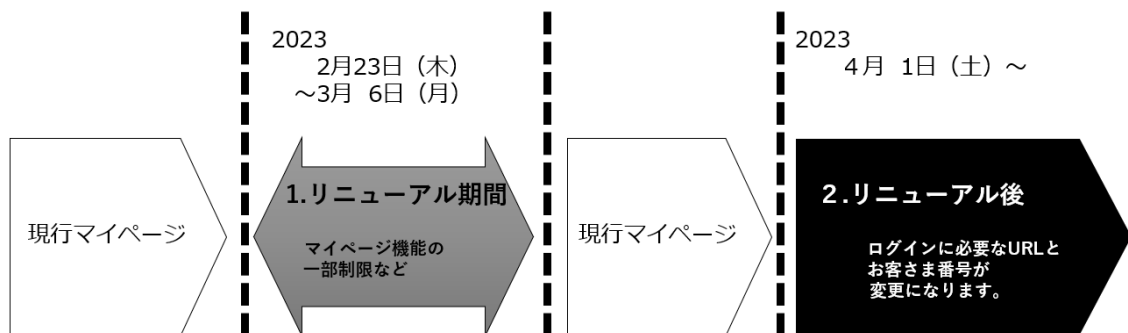 2023
2月23日（木）
～3月 6日（月）
2023
4月 1日（土）～
現行マイページ
1.リニューアル期間
マイページ機能の
一部制限など
現行マイページ
2.リニューアル後
ログインに必要なURLと
お客さま番号が
変更になります。